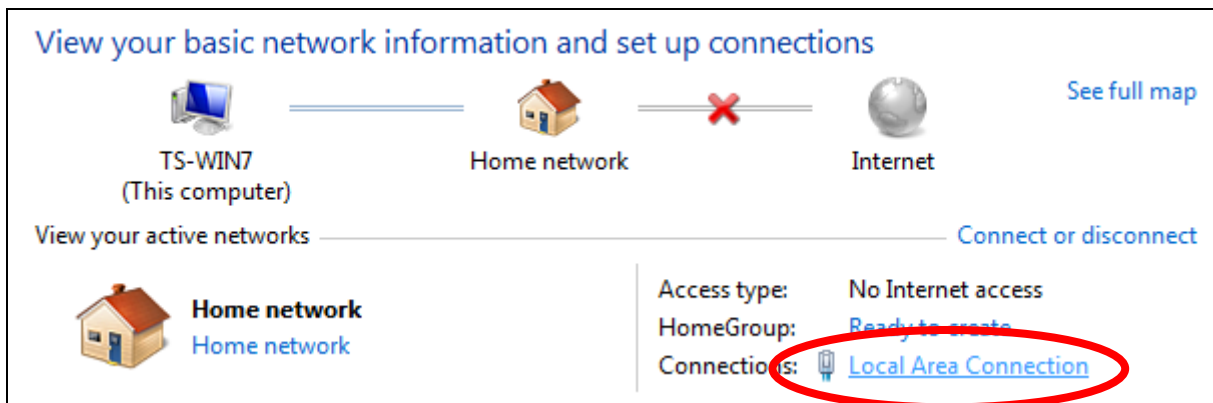 View your basic network information and set up connections
See full map
TS-WIN7
(This computer)
Home network
Internet
View your active networks
Connect or disconnect
Home network
Home network
Access type: No Internet access
HomeGroup: Ready to create
Connections: Local Area Connection